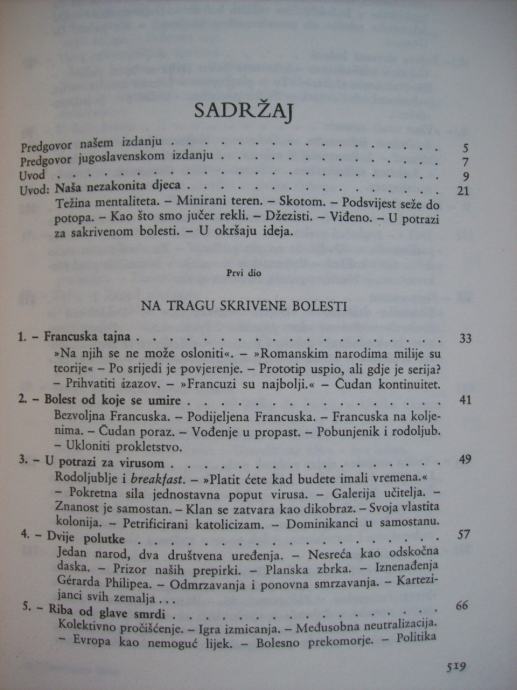 SADRŽAJ
Predgovor našem izdanju . . . . . . . . . . . . . . . . 5
Predgovor jugoslavenskom izdanju . . . . . . . . . . . . 7
Uvod . . . . . . . . . . . . . . . . . . . . . . . . 9
Uvod: Naša nezakonita djeca . . . . . . . . . . . . . . 21
Težina mentaliteta. – Minirani teren. – Skotom. – Podsvijest seže do
potopa. – Kao što smo jučer rekli. – Džezisti. – Viđeno. – U potrazi
za sakrivenom bolesti. – U okršaju ideja.
Prvi dio
NA TRAGU SKRIVENE BOLESTI
1. – Francuska tajna . . . . . . . . . . . . . . . . . . 33
»Na njih se ne može osloniti«. – »Romanskim narodima milije su
teorije« – Po srijedi je povjerenje. – Prototip uspio, ali gdje je serija?
– Prihvatiti izazov. – »Francuzi su najbolji.« – Čudan kontinuitet.
2. – Bolest od koje se umire . . . . . . . . . . . . . . . 41
Bezvoljna Francuska. – Podijeljena Francuska. – Francuska na kolje-
nima. – Čudan poraz. – Vođenje u propast. – Pobunjenik i rodoljub.
– Ukloniti prokletstvo.
3. – U potrazi za virusom . . . . . . . . . . . . . . . . 49
Rodoljublje i breakfast. – »Platit ćete kad budete imali vremena.«
– Pokretna sila jednostavna poput virusa. – Galerija učitelja. –
Znanost je samostan. – Klan se zatvara kao dikobraz. – Svoja vlastita
kolonija. – Petrificirani katolicizam. – Dominikanci u samostanu.
4. – Dvije polutke . . . . . . . . . . . . . . . . . . . 57
Jedan narod, dva društvena uređenja. – Nesreća kao odskočna
daska. – Prizor naših prepirki. – Planska zbrka. – Iznenađenja
Gérarda Philipea. – Odmrzavanja i ponovna smrzavanja. – Kartezi-
janci svih zemalja ...
5. – Riba od glave smrdi . . . . . . . . . . . . . . . . . 66
Kolektivno pročišćenje. – Igra izmicanja. – Međusobna neutralizacija.
– Evropa kao nemoguć lijek. – Bolesno prekomorje. – Politika
519